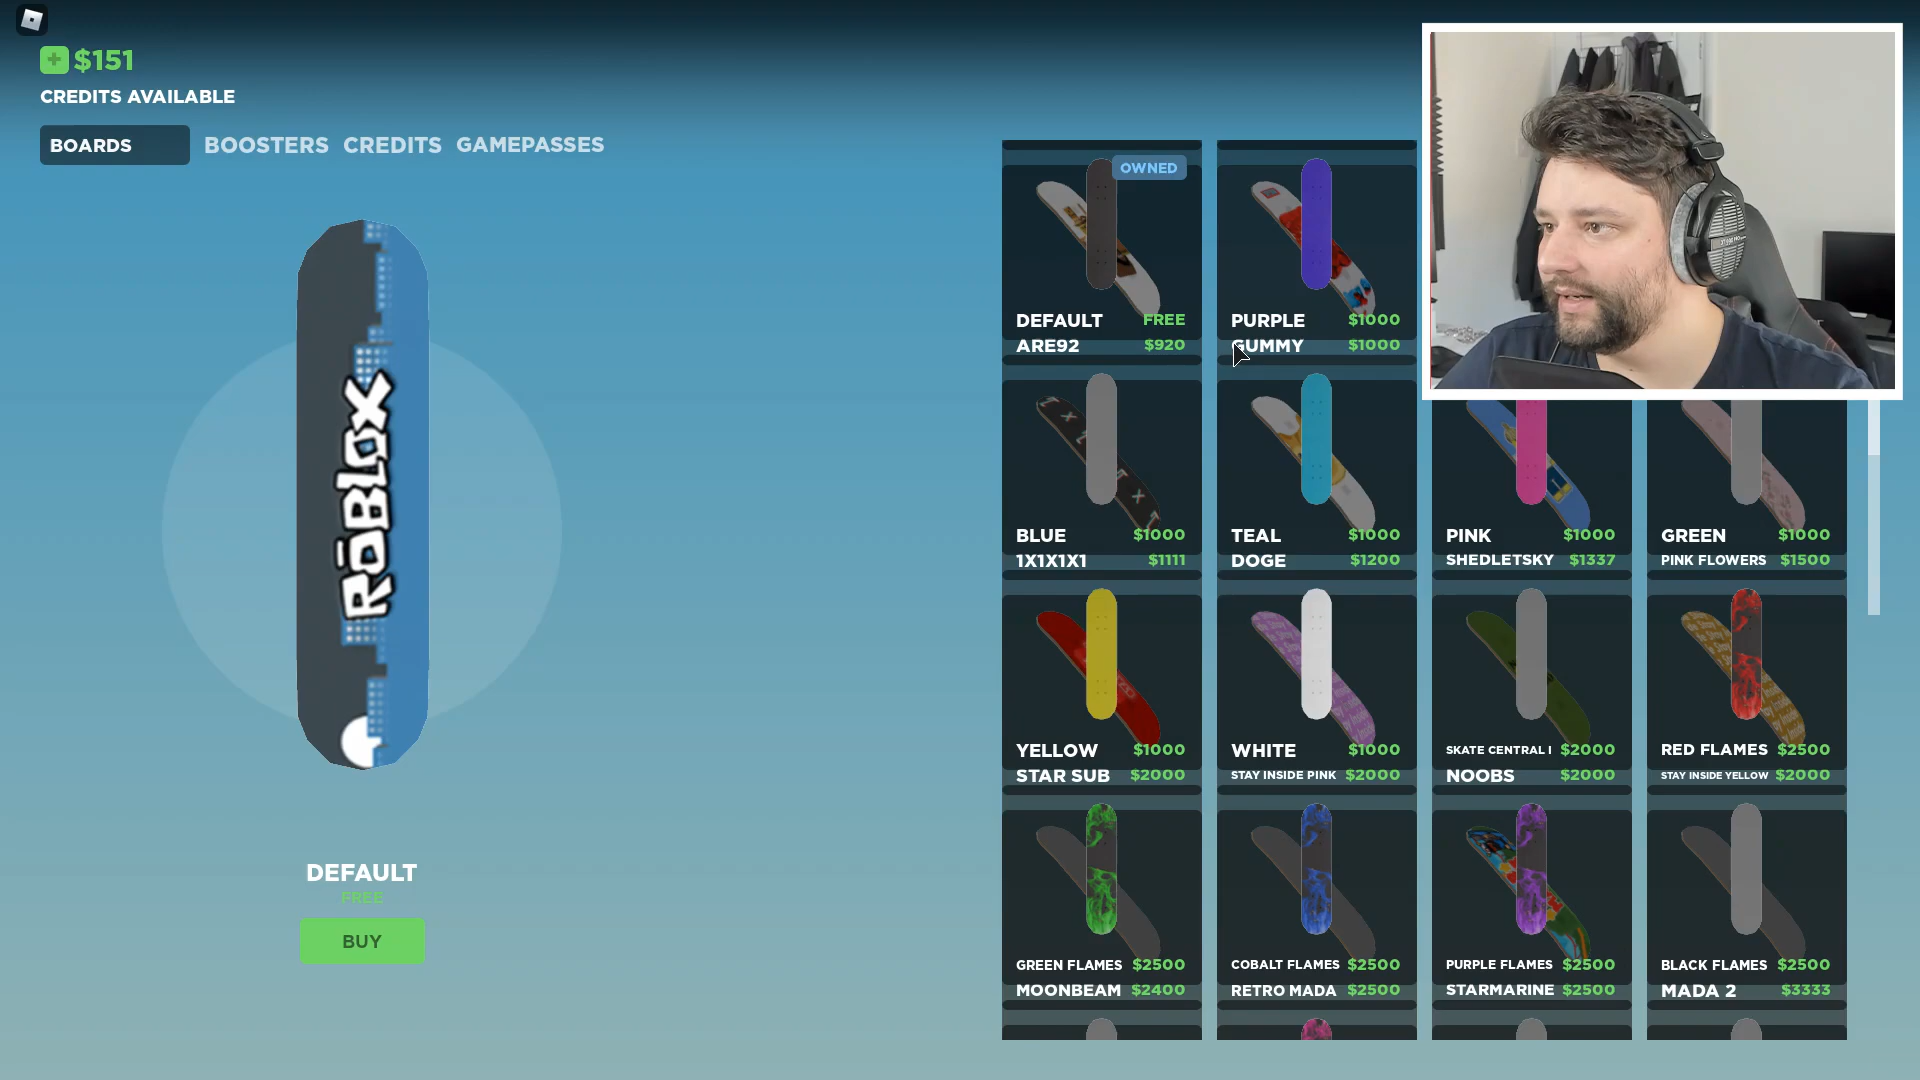 $151
CREDITS AVAILABLE
BOARDS BOOSTERS CREDITS GAMEPASSES
OWNED
DEFAULT FREE
ARE92 $920
PURPLE $1000
GUMMY $1000
BLUE $1000
1X1X1X1 $1111
TEAL $1000
DOGE $1200
PINK $1000
SHEDLETSKY $1337
GREEN $1000
PINK FLOWERS $1500
YELLOW $1000
STAR SUB $2000
WHITE $1000
STAY INSIDE PINK $2000
SKATE CENTRAL I $2000
NOOBS $2000
RED FLAMES $2500
STAY INSIDE YELLOW $2000
GREEN FLAMES $2500
MOONBEAM $2400
COBALT FLAMES $2500
RETRO MADA $2500
PURPLE FLAMES $2500
STARMARINE $2500
BLACK FLAMES $2500
MADA 2 $3333
ROBLOX
DEFAULT
FREE
BUY